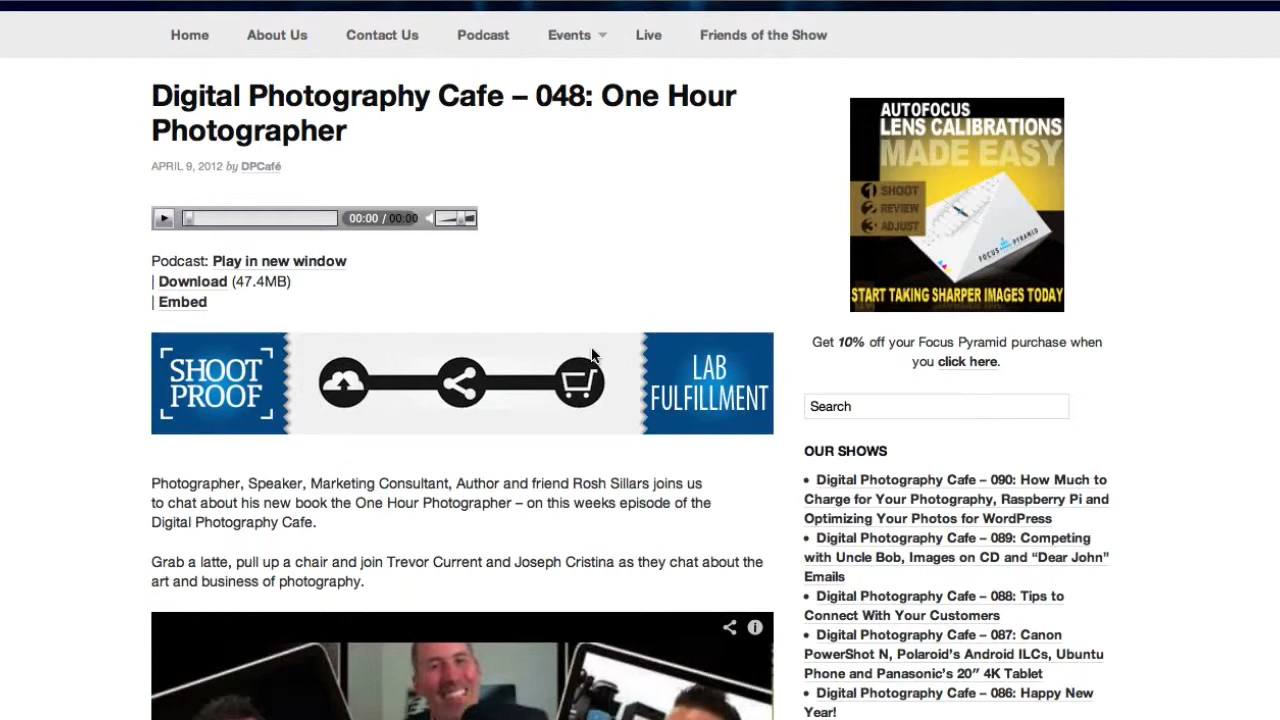 Home About Us Contact Us Podcast Events Live Friends of the Show
Digital Photography Cafe – 048: One Hour
Photographer
APRIL 9, 2012 by DPCafé
00:00 / 00:00
Podcast: Play in new window
| Download (47.4MB)
| Embed
SHOOT
PROOF
LAB
FULFILLMENT
Photographer, Speaker, Marketing Consultant, Author and friend Rosh Sillars joins us
to chat about his new book the One Hour Photographer – on this weeks episode of the
Digital Photography Cafe.
Grab a latte, pull up a chair and join Trevor Current and Joseph Cristina as they chat about the
art and business of photography.
AUTOFOCUS
LENS CALIBRATIONS
MADE EASY
1 SHOOT
2 REVIEW
3 ADJUST
FOCUS PYRAMID
START TAKING SHARPER IMAGES TODAY
Get 10% off your Focus Pyramid purchase when
you click here.
Search
OUR SHOWS
• Digital Photography Cafe – 090: How Much to
Charge for Your Photography, Raspberry Pi and
Optimizing Your Photos for WordPress
• Digital Photography Cafe – 089: Competing
with Uncle Bob, Images on CD and “Dear John”
Emails
• Digital Photography Cafe – 088: Tips to
Connect With Your Customers
• Digital Photography Cafe – 087: Canon
PowerShot N, Polaroid’s Android ILCs, Ubuntu
Phone and Panasonic’s 20″ 4K Tablet
• Digital Photography Cafe – 086: Happy New
Year!